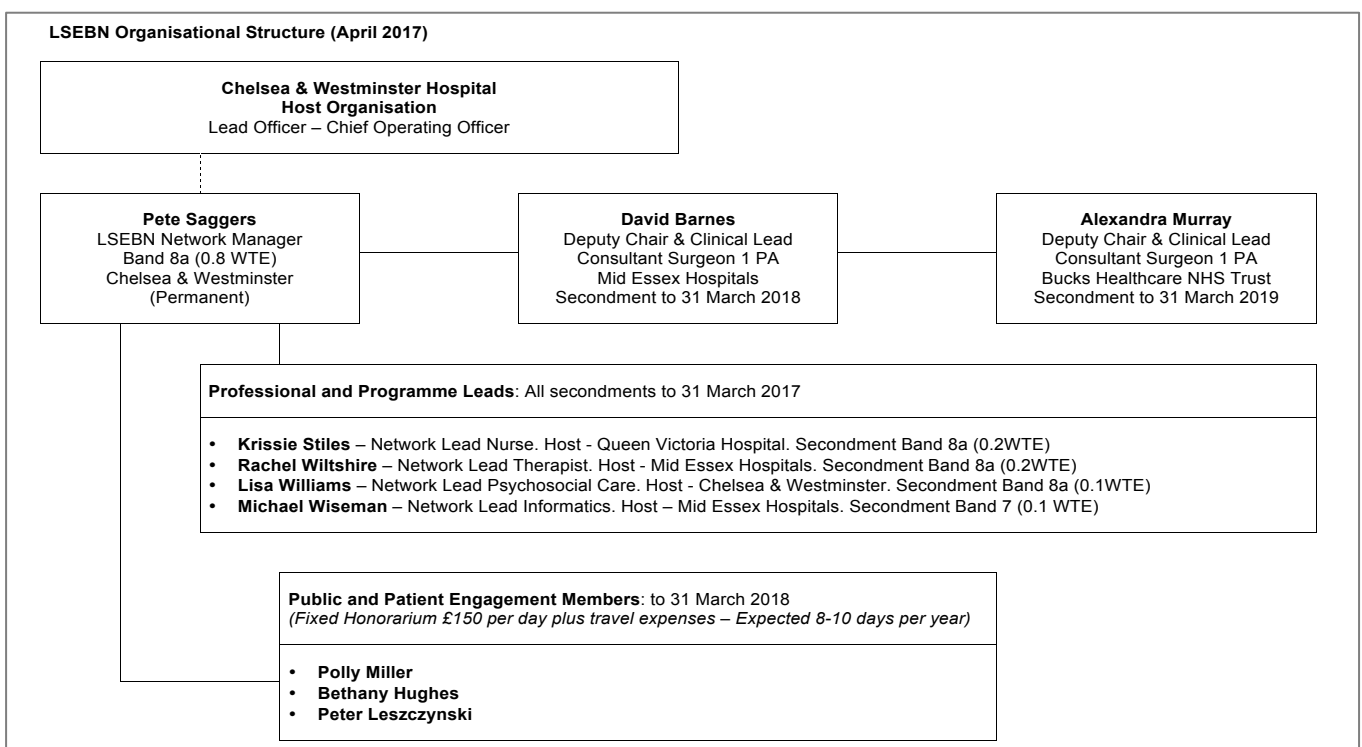 LSEBN Organisational Structure (April 2017)
Chelsea & Westminster Hospital
Host Organisation
Lead Officer – Chief Operating Officer
Pete Saggers
LSEBN Network Manager
Band 8a (0.8 WTE)
Chelsea & Westminster
(Permanent)
David Barnes
Deputy Chair & Clinical Lead
Consultant Surgeon 1 PA
Mid Essex Hospitals
Secondment to 31 March 2018
Alexandra Murray
Deputy Chair & Clinical Lead
Consultant Surgeon 1 PA
Bucks Healthcare NHS Trust
Secondment to 31 March 2019
Professional and Programme Leads: All secondments to 31 March 2017
• Krissie Stiles – Network Lead Nurse. Host - Queen Victoria Hospital. Secondment Band 8a (0.2WTE)
• Rachel Wiltshire – Network Lead Therapist. Host - Mid Essex Hospitals. Secondment Band 8a (0.2WTE)
• Lisa Williams – Network Lead Psychosocial Care. Host - Chelsea & Westminster. Secondment Band 8a (0.1WTE)
• Michael Wiseman – Network Lead Informatics. Host – Mid Essex Hospitals. Secondment Band 7 (0.1 WTE)
Public and Patient Engagement Members: to 31 March 2018
(Fixed Honorarium £150 per day plus travel expenses – Expected 8-10 days per year)
• Polly Miller
• Bethany Hughes
• Peter Leszczynski